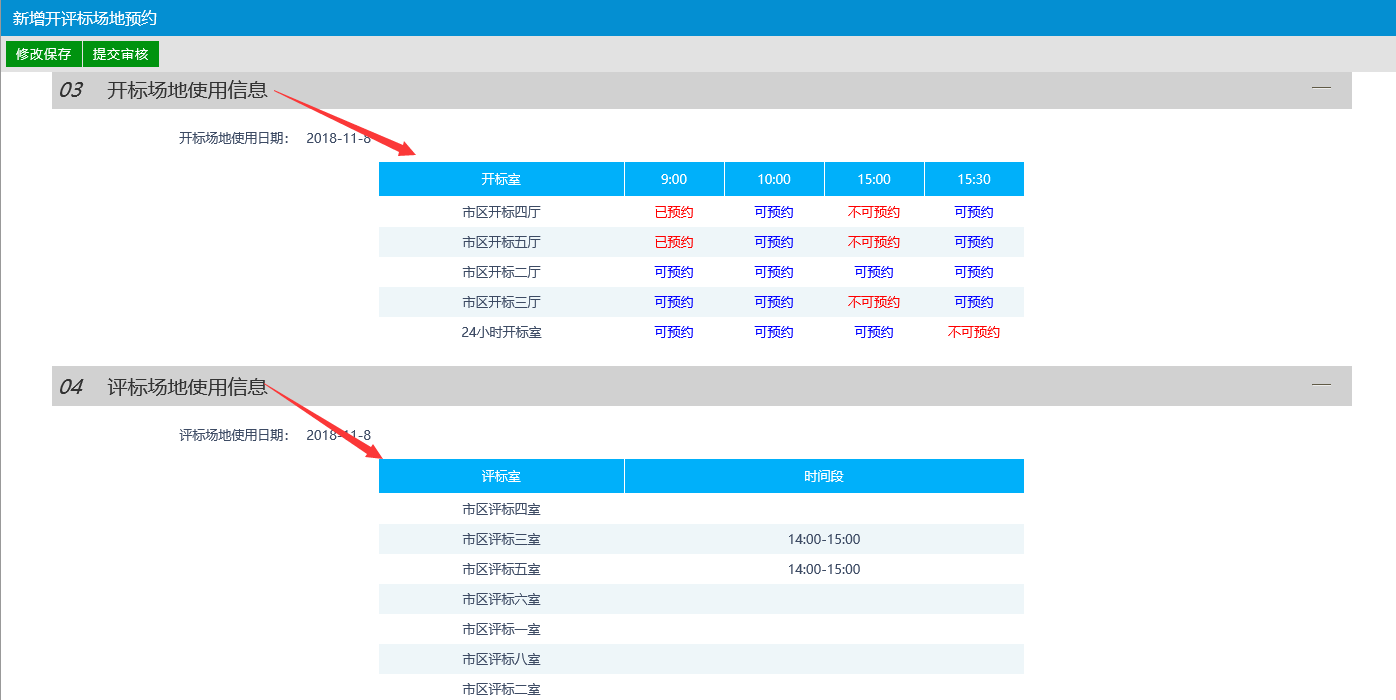 新增开评标场地预约
修改保存 提交审核
03 开标场地使用信息
开标场地使用日期： 2018-11-8
开标室 9:00 10:00 15:00 15:30
市区开标四厅 已预约 可预约 不可预约 可预约
市区开标五厅 已预约 可预约 不可预约 可预约
市区开标二厅 可预约 可预约 可预约 可预约
市区开标三厅 可预约 可预约 不可预约 可预约
24小时开标室 可预约 可预约 可预约 不可预约
04 评标场地使用信息
评标场地使用日期： 2018-11-8
评标室 时间段
市区评标四室
市区评标三室 14:00-15:00
市区评标五室 14:00-15:00
市区评标六室
市区评标一室
市区评标八室
市区评标二室